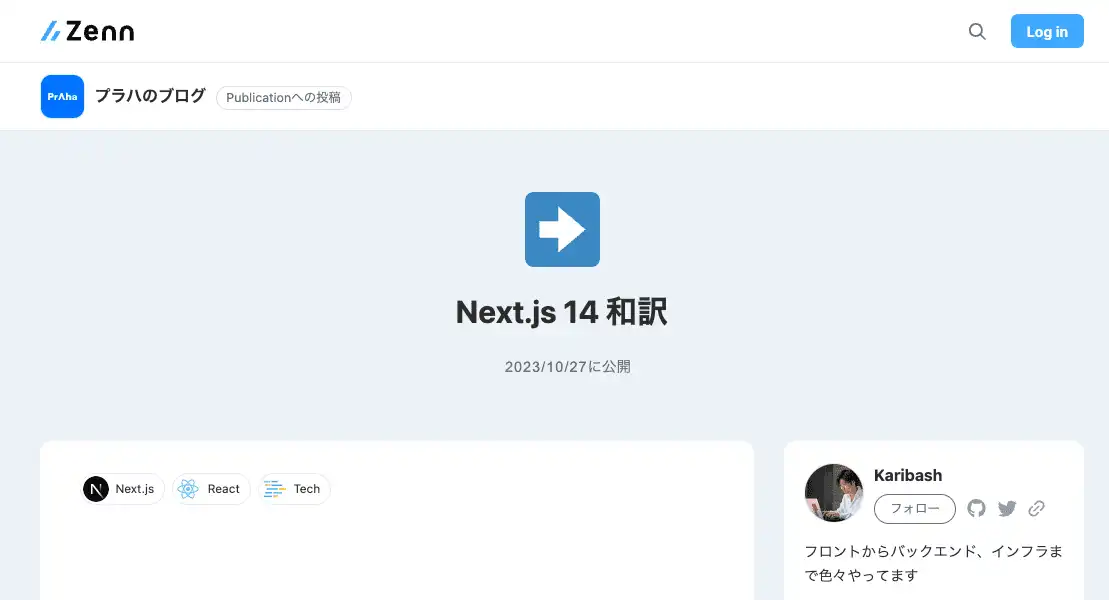 Zenn
Log in
PrAha
プラハのブログ
Publicationへの投稿
Next.js 14 和訳
2023/10/27に公開
Next.js
React
Tech
Karibash
フォロー
フロントからバックエンド、インフラま
で色々やってます